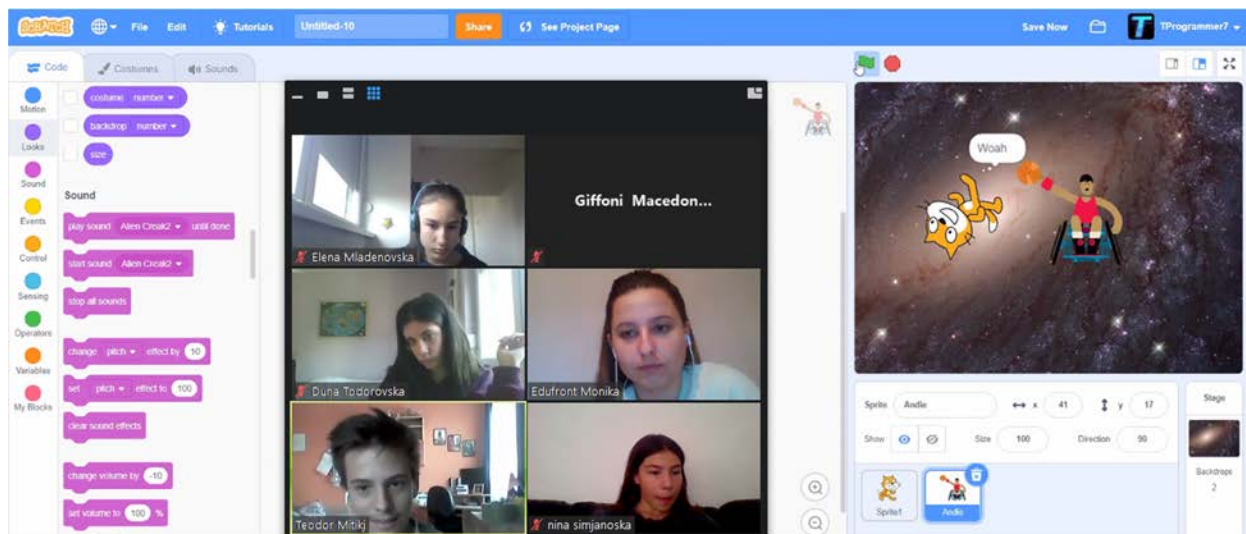 SCRATCH
File Edit Tutorials Untitled-10 Share See Project Page Save Now TProgrammer7
Code Costumes Sounds
Motion
Looks
Sound
Events
Control
Sensing
Operators
Variables
My Blocks
costume number
backdrop number
size
Sound
play sound Alien Creak2 until done
start sound Alien Creak2
stop all sounds
change pitch effect by 10
set pitch effect to 100
clear sound effects
change volume by -10
set volume to 100 %
Elena Mladenovska
Giffoni Macedon...
Duna Todorovska
Edufront Monika
Teodor Mitikj
nina simjanoska
Woah
Sprite Andie x 41 y 17
Show Size 100 Direction 90
Sprite1
Andie
Stage
Backdrops
2